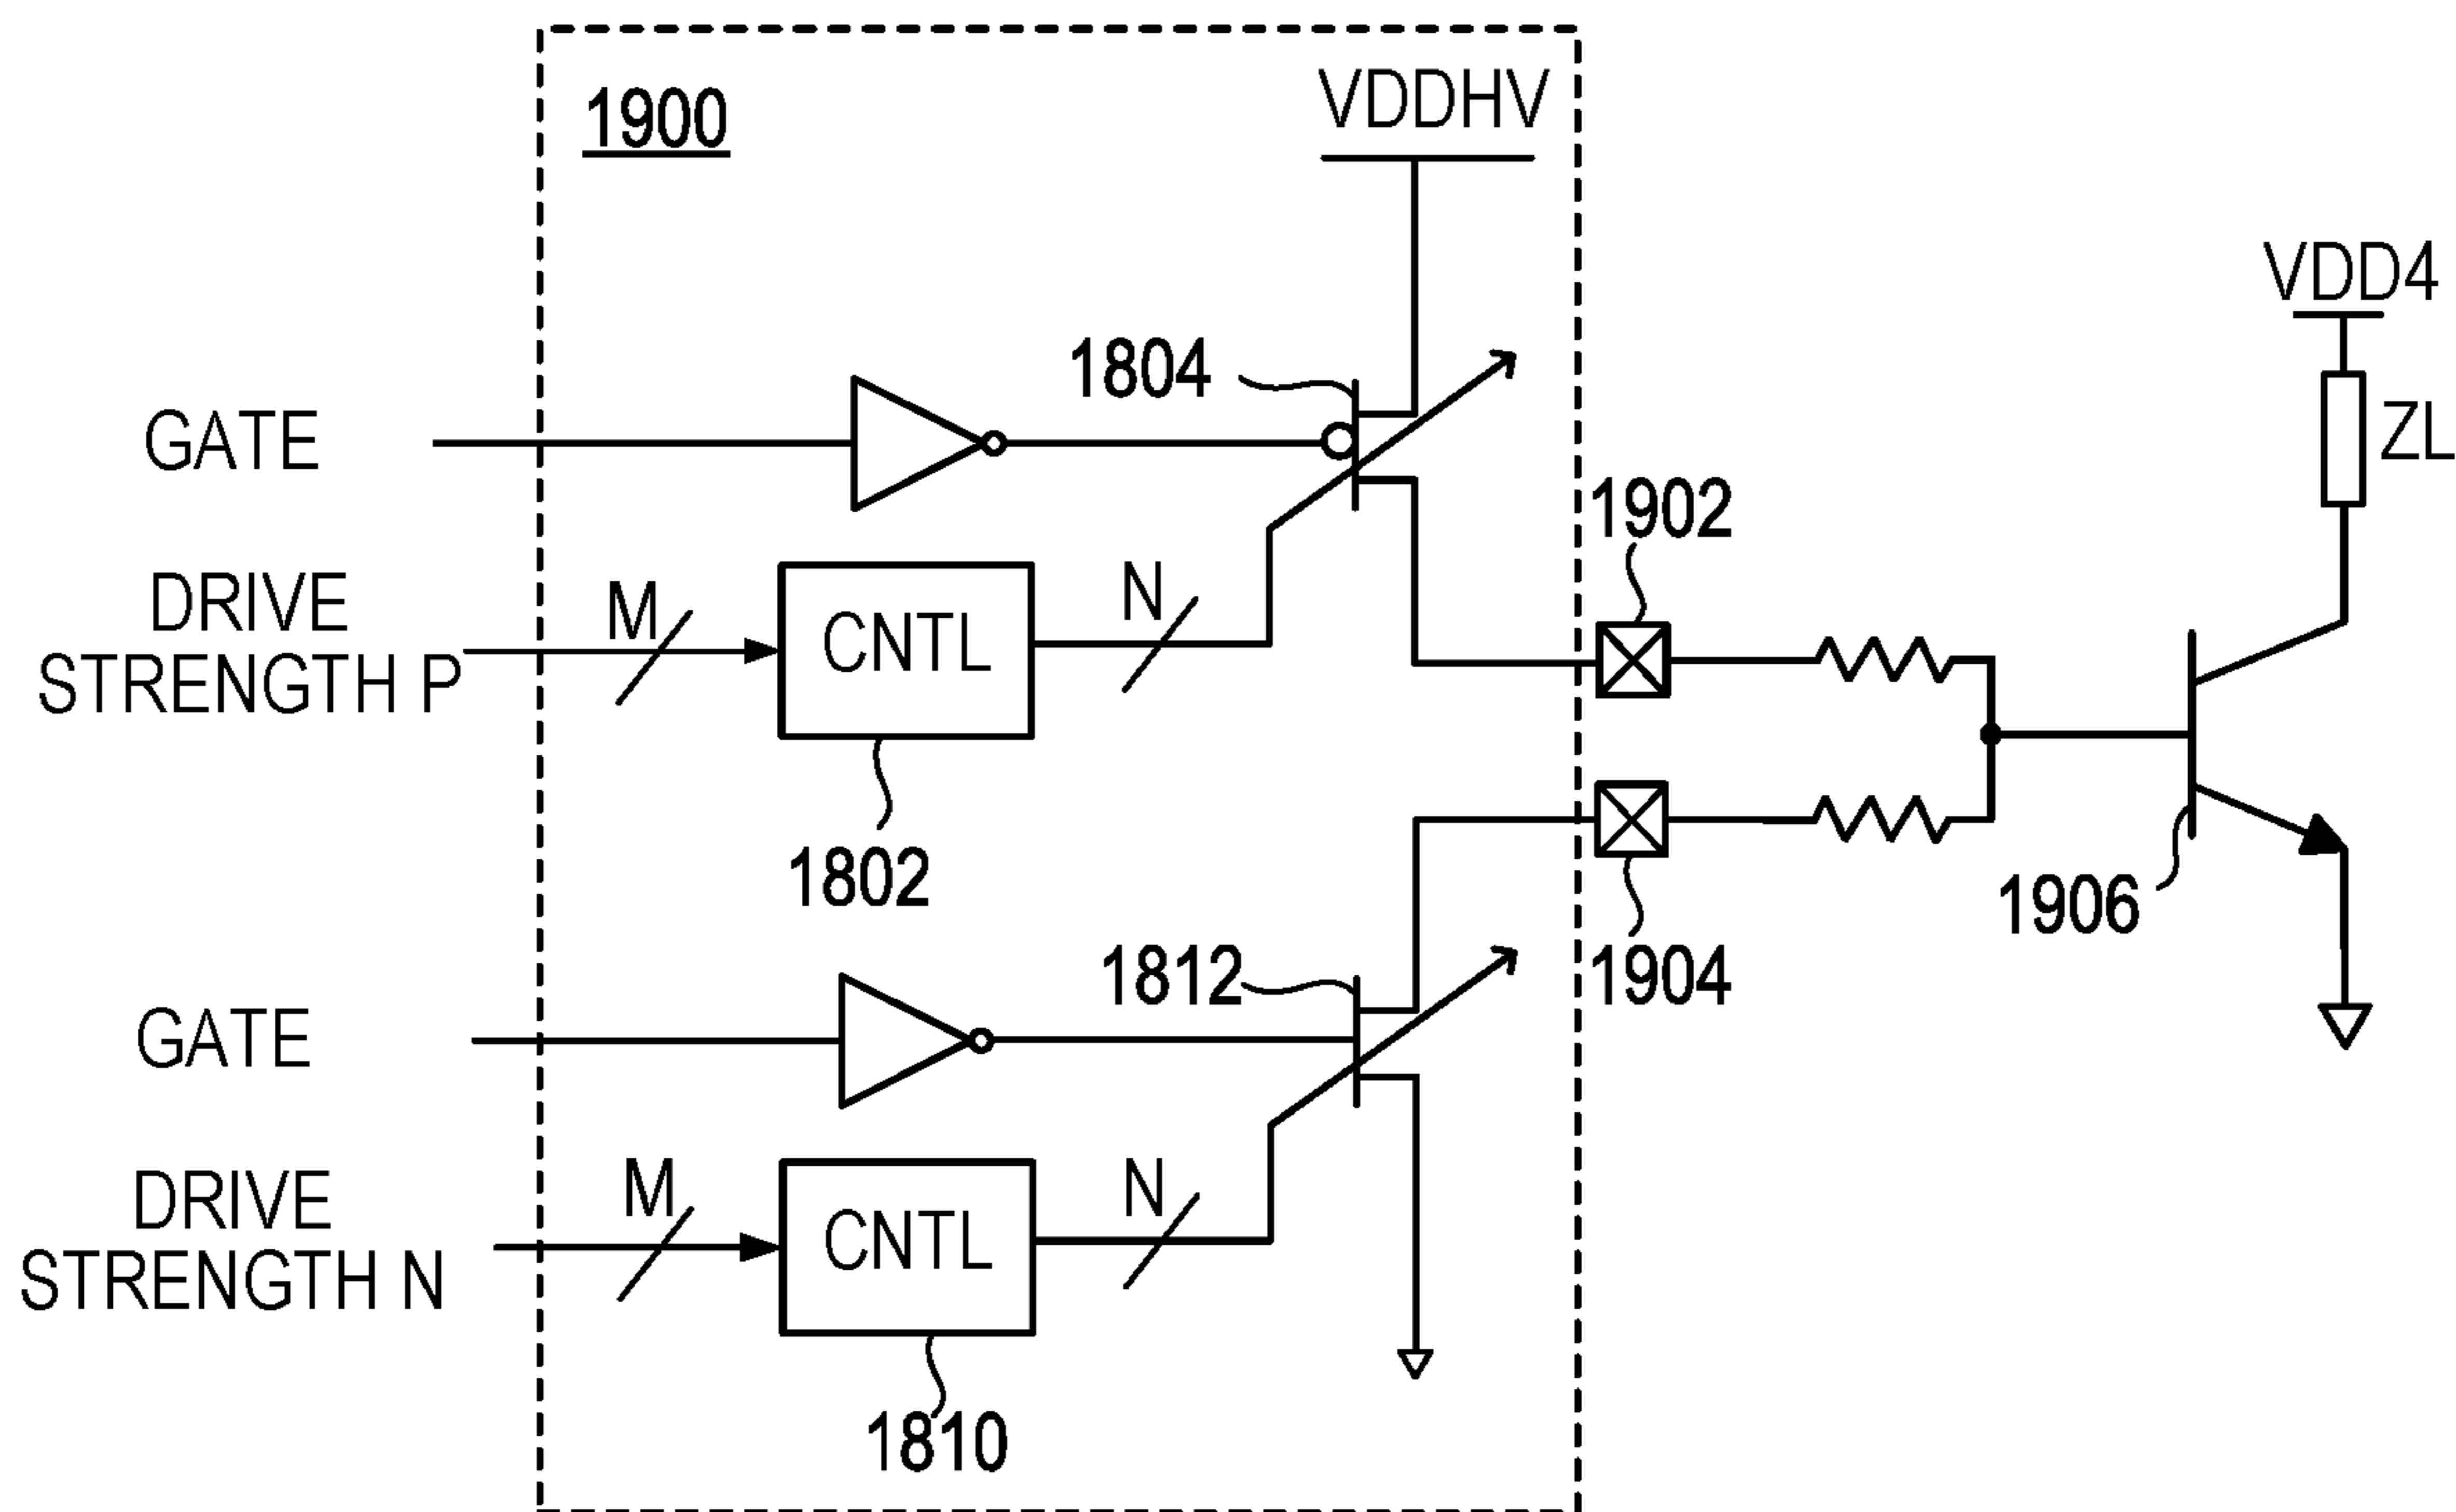 1900
VDDHV
VDD4
1804
GATE
ZL
1902
DRIVE
STRENGTH P
M
CNTL
N
1802
1906
1812
1904
GATE
DRIVE
STRENGTH N
M
CNTL
N
1810